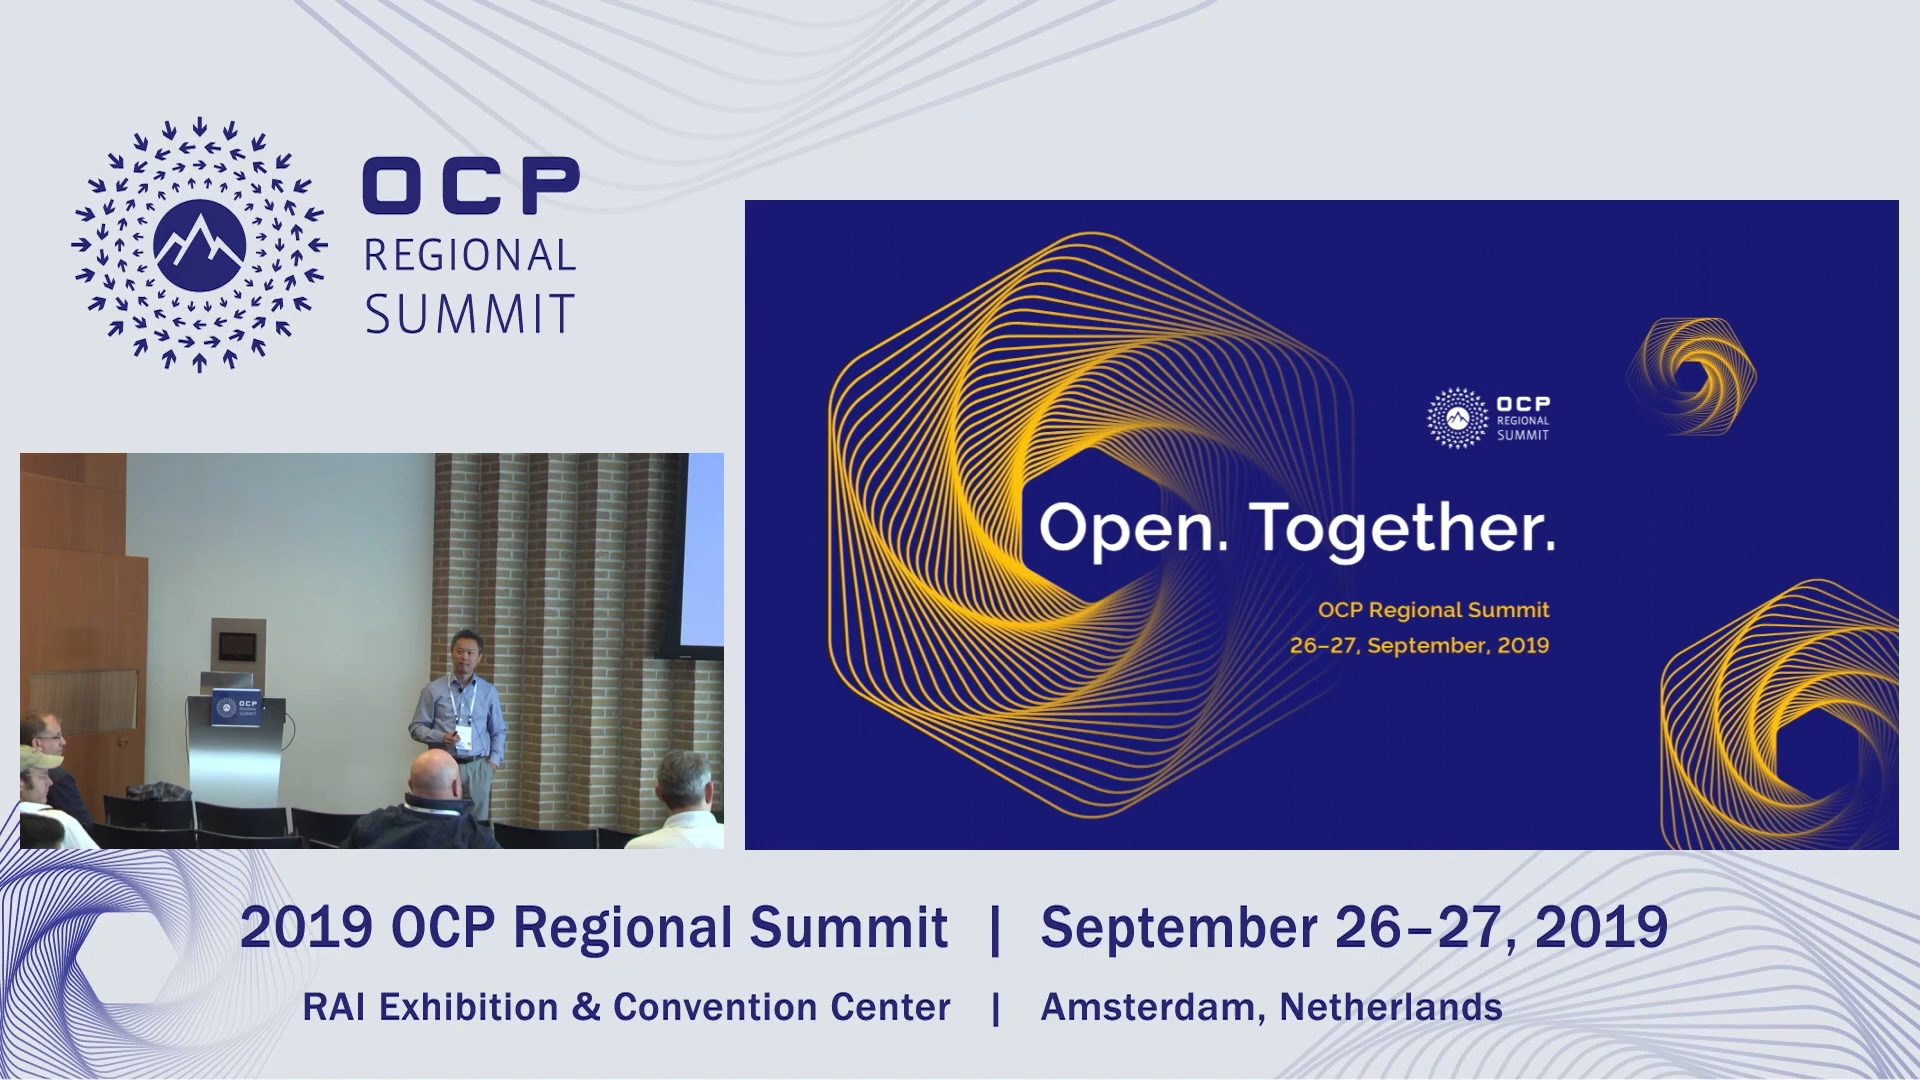 OCP
REGIONAL
SUMMIT
OCP
REGIONAL
SUMMIT
Open. Together.
OCP Regional Summit
26–27, September, 2019
OCP
2019 OCP Regional Summit | September 26–27, 2019
RAI Exhibition & Convention Center | Amsterdam, Netherlands